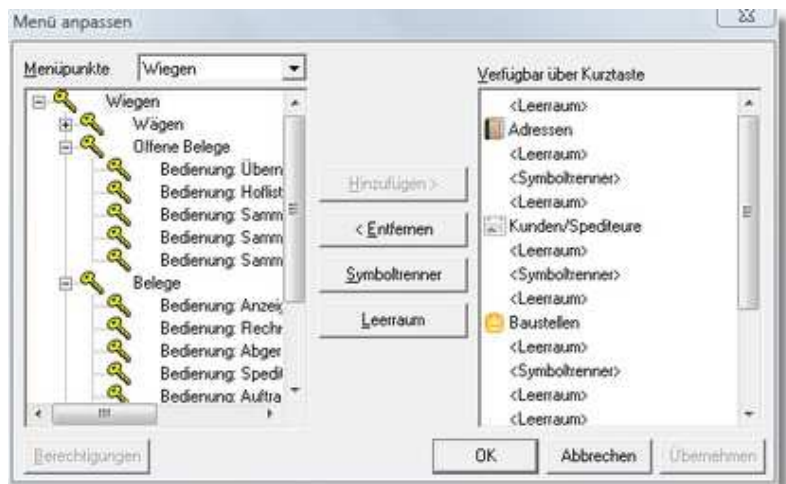 Menü anpassen
Menüpunkte
Wiegen
Wiegen
Wägen
Offene Belege
Bedienung: Übern
Bedienung: Hoflist
Bedienung: Samm
Bedienung: Samm
Bedienung: Samm
Belege
Bedienung: Anzeig
Bedienung: Rechn
Bedienung: Abger
Bedienung: Spedit
Bedienung: Auftra
Hinzufügen >
< Entfernen
Symboltrenner
Leerraum
Verfügbar über Kurztaste
<Leerraum>
Adressen
<Leerraum>
<Symboltrenner>
<Leerraum>
Kunden/Spediteure
<Leerraum>
<Symboltrenner>
<Leerraum>
Baustellen
<Leerraum>
<Symboltrenner>
<Leerraum>
<Leerraum>
Berechtigungen
OK
Abbrechen
Übernehmen